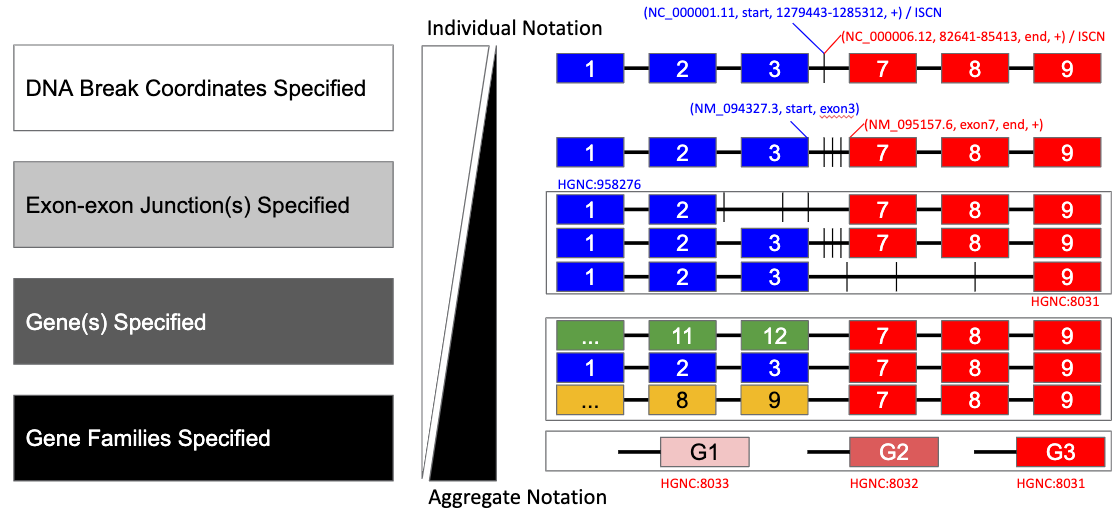 (NC_000001.11, start, 1279443-1285312, +) / ISCN
Individual Notation
(NC_000006.12, 82641-85413, end, +) / ISCN
DNA Break Coordinates Specified
1 2 3 7 8 9
(NM_094327.3, start, exon3)
(NM_095157.6, exon7, end, +)
1 2 3 7 8 9
Exon-exon Junction(s) Specified
HGNC:958276
1 2 7 8 9
1 2 3 7 8 9
1 2 3 9
HGNC:8031
Gene(s) Specified
... 11 12 7 8 9
1 2 3 7 8 9
... 8 9 7 8 9
Gene Families Specified
G1 G2 G3
HGNC:8033 HGNC:8032 HGNC:8031
Aggregate Notation